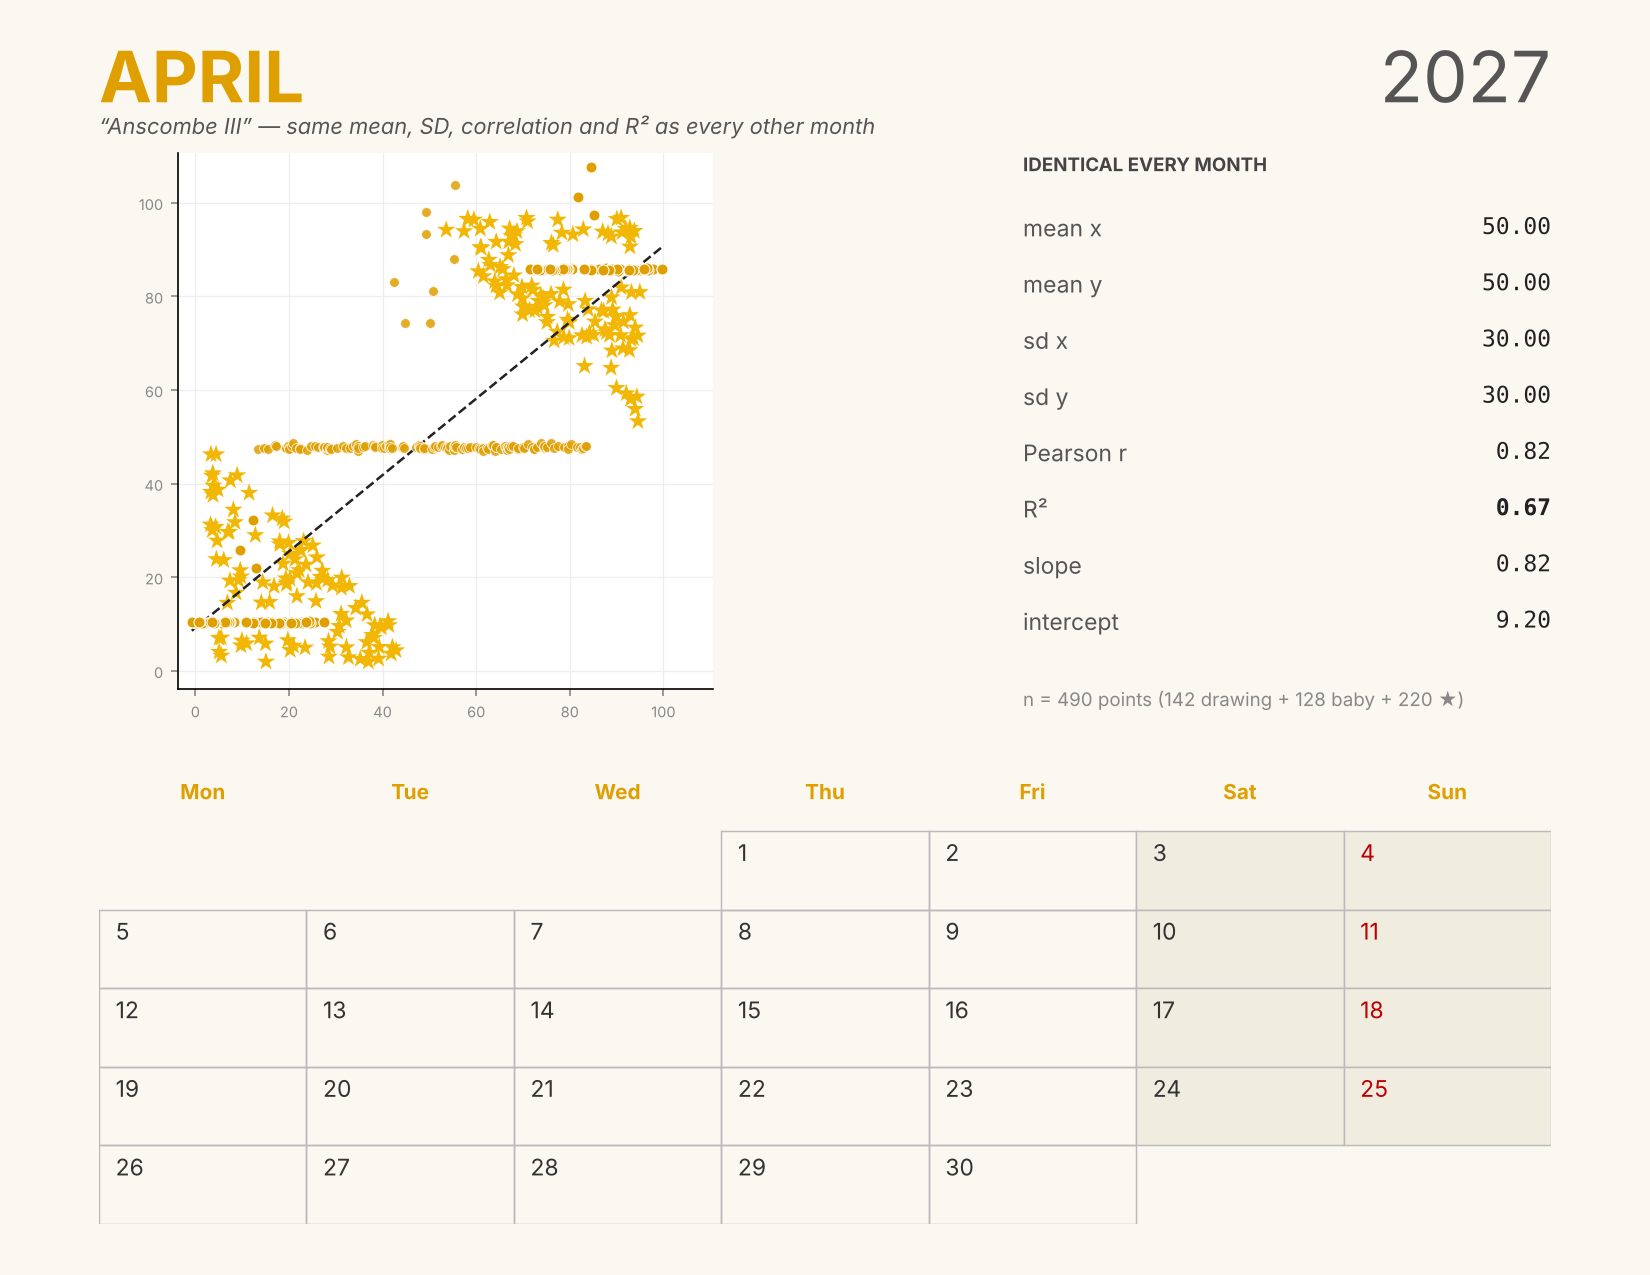 APRIL 2027
“Anscombe III” — same mean, SD, correlation and R² as every other month
100
80
60
40
20
0
0 20 40 60 80 100
IDENTICAL EVERY MONTH
mean x 50.00
mean y 50.00
sd x 30.00
sd y 30.00
Pearson r 0.82
R² 0.67
slope 0.82
intercept 9.20
n = 490 points (142 drawing + 128 baby + 220 ★)
Mon Tue Wed Thu Fri Sat Sun
1 2 3 4
5 6 7 8 9 10 11
12 13 14 15 16 17 18
19 20 21 22 23 24 25
26 27 28 29 30